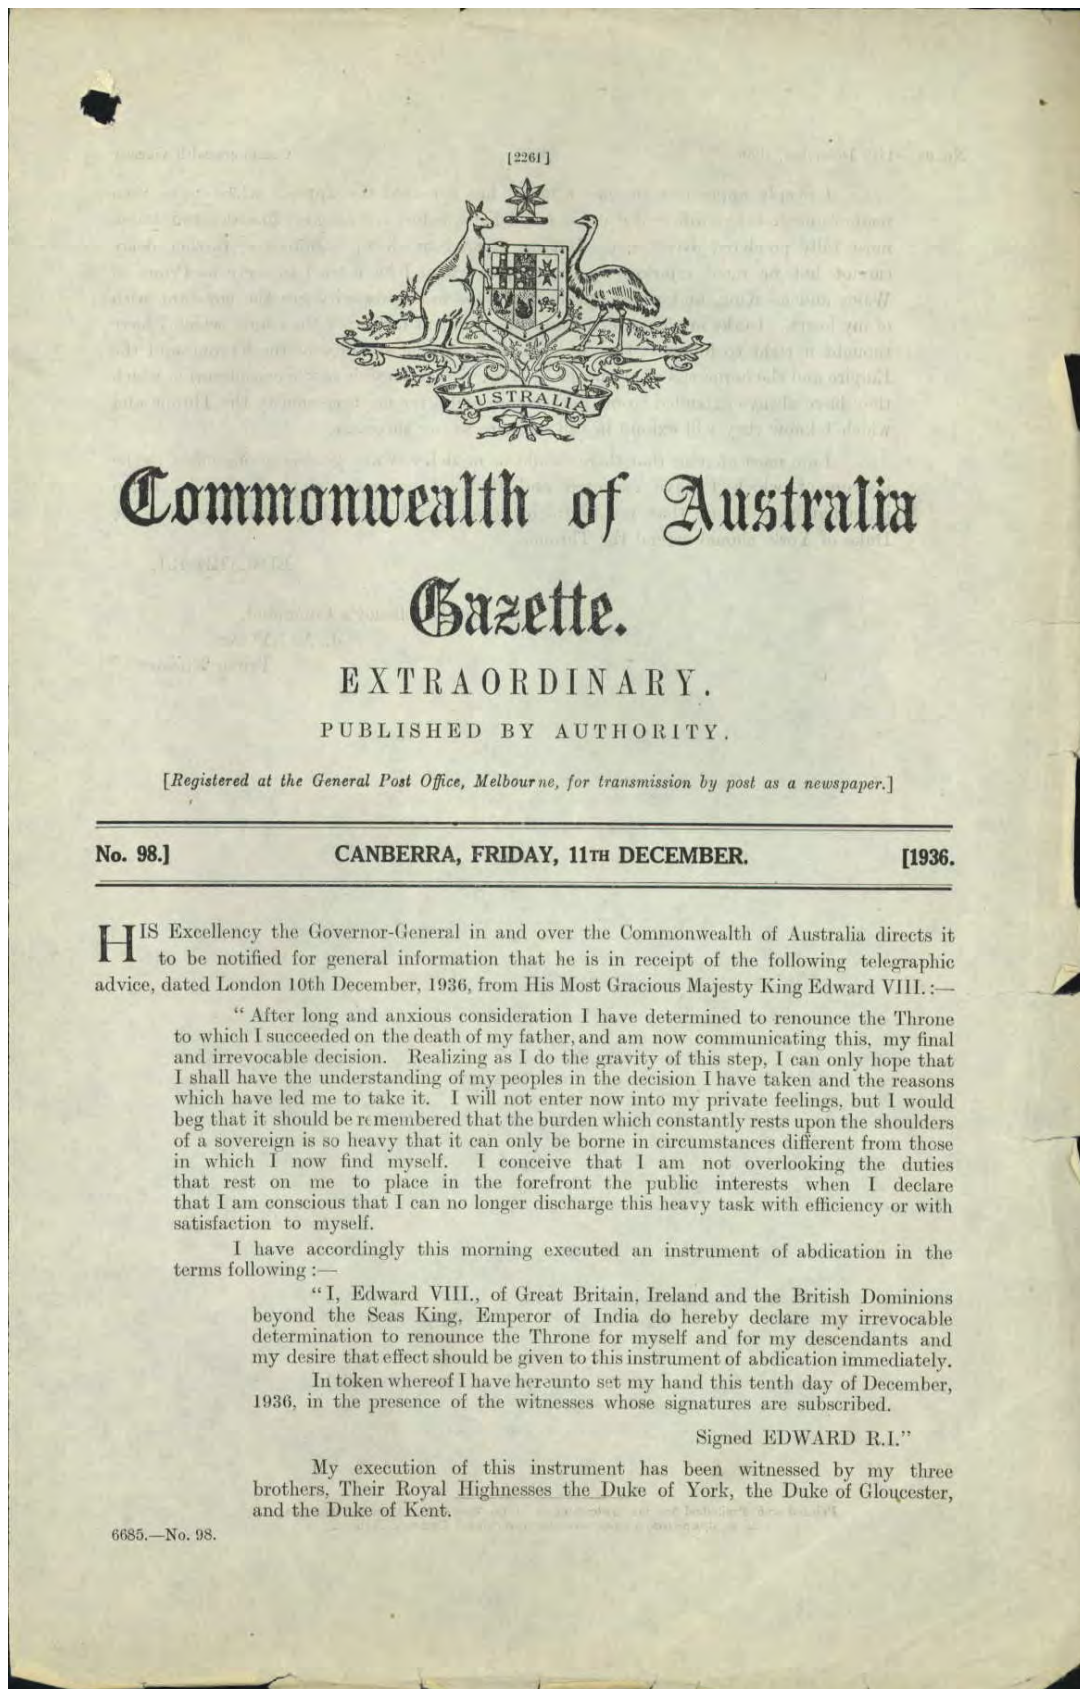 [2261]
AUSTRALIA
Commonwealth of Australia
Gazette.
EXTRAORDINARY.
PUBLISHED BY AUTHORITY.
[Registered at the General Post Office, Melbourne, for transmission by post as a newspaper.]
No. 98.] CANBERRA, FRIDAY, 11TH DECEMBER. [1936.
HIS Excellency the Governor-General in and over the Commonwealth of Australia directs it
to be notified for general information that he is in receipt of the following telegraphic
advice, dated London 10th December, 1936, from His Most Gracious Majesty King Edward VIII.:—
“ After long and anxious consideration I have determined to renounce the Throne
to which I succeeded on the death of my father, and am now communicating this, my final
and irrevocable decision. Realizing as I do the gravity of this step, I can only hope that
I shall have the understanding of my peoples in the decision I have taken and the reasons
which have led me to take it. I will not enter now into my private feelings, but I would
beg that it should be remembered that the burden which constantly rests upon the shoulders
of a sovereign is so heavy that it can only be borne in circumstances different from those
in which I now find myself. I conceive that I am not overlooking the duties
that rest on me to place in the forefront the public interests when I declare
that I am conscious that I can no longer discharge this heavy task with efficiency or with
satisfaction to myself.
I have accordingly this morning executed an instrument of abdication in the
terms following :—
“ I, Edward VIII., of Great Britain, Ireland and the British Dominions
beyond the Seas King, Emperor of India do hereby declare my irrevocable
determination to renounce the Throne for myself and for my descendants and
my desire that effect should be given to this instrument of abdication immediately.
In token whereof I have hereunto set my hand this tenth day of December,
1936, in the presence of the witnesses whose signatures are subscribed.
Signed EDWARD R.I.”
My execution of this instrument has been witnessed by my three
brothers, Their Royal Highnesses the Duke of York, the Duke of Gloucester,
and the Duke of Kent.
6685.—No. 98.